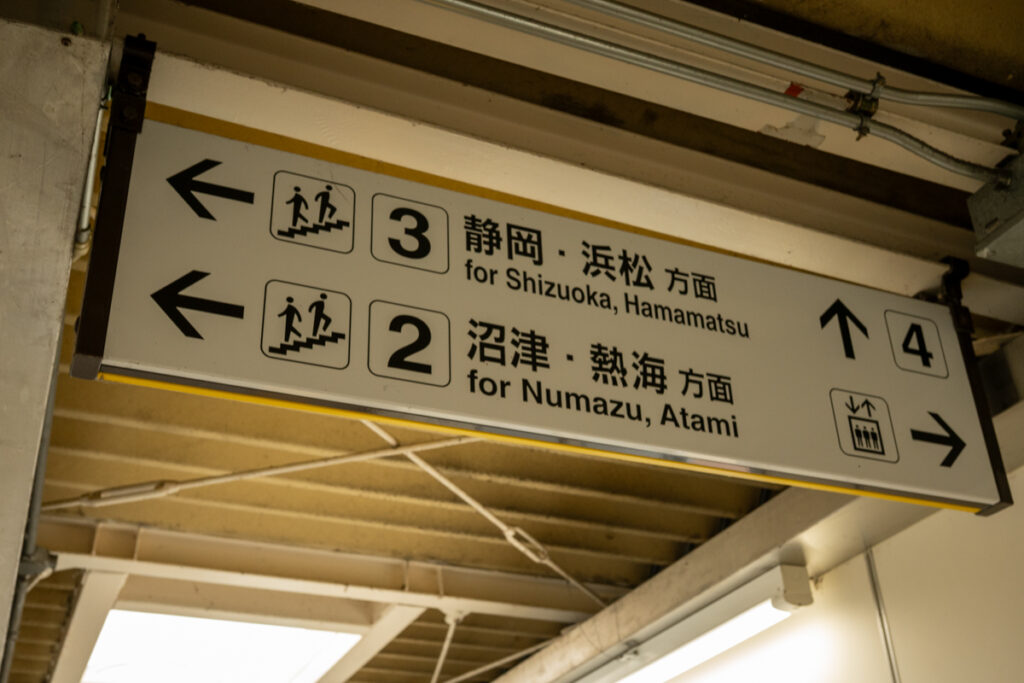 3 静岡・浜松 方面
for Shizuoka, Hamamatsu
2 沼津・熱海 方面
for Numazu, Atami
4